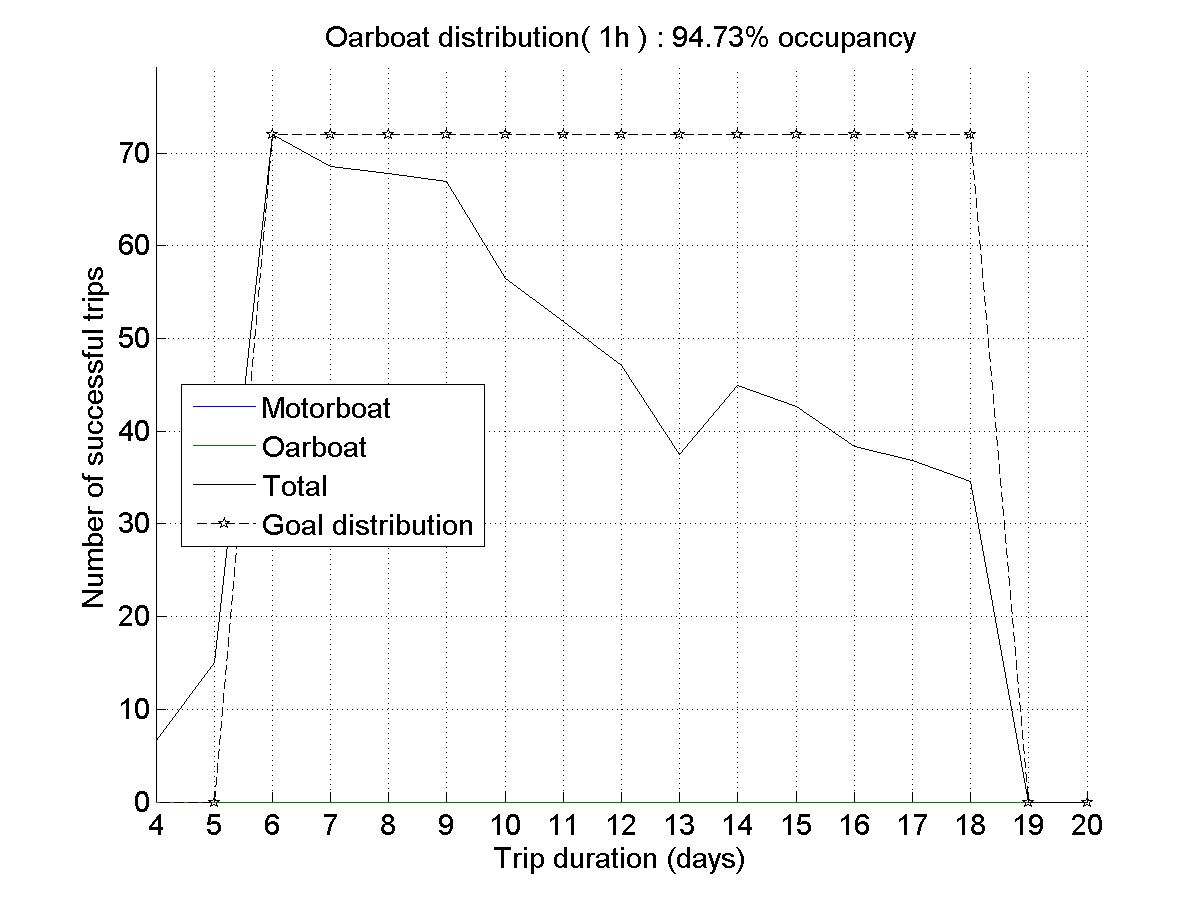 Oarboat distribution( 1h ) : 94.73% occupancy
Number of successful trips
70
60
50
40
30
20
10
0
Motorboat
Oarboat
Total
Goal distribution
4 5 6 7 8 9 10 11 12 13 14 15 16 17 18 19 20
Trip duration (days)